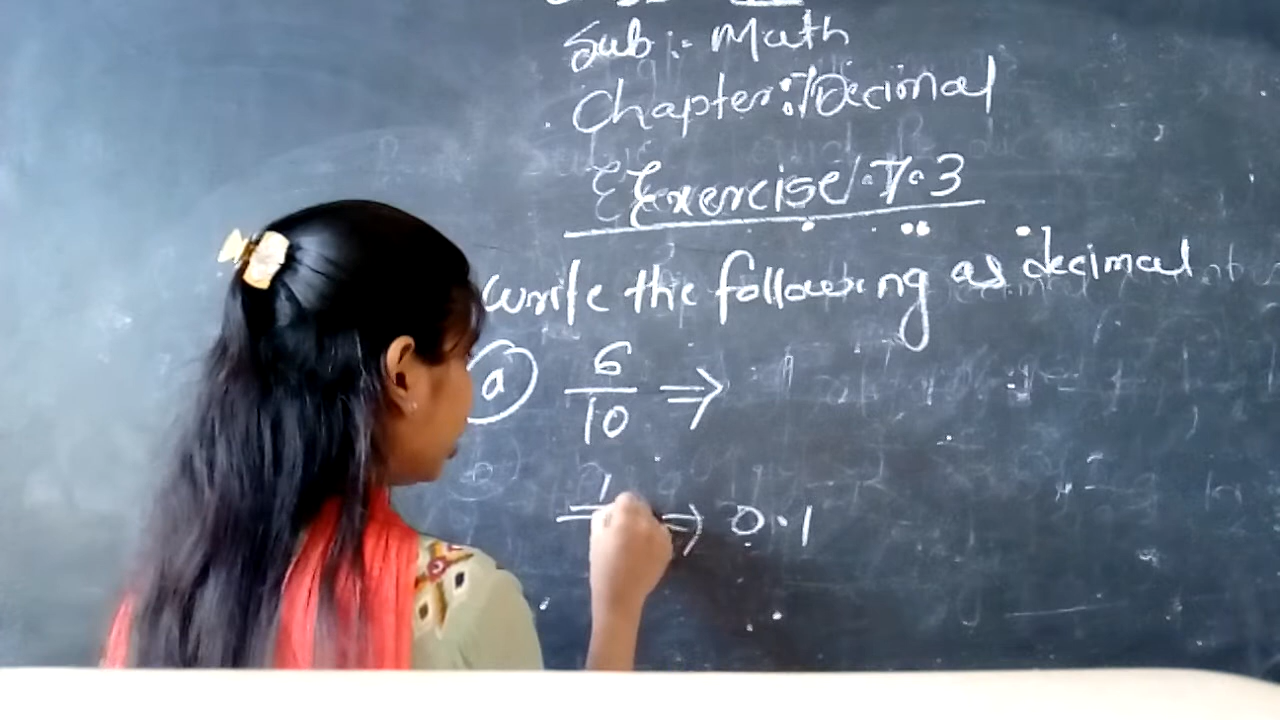 Sub :- Math
Chapter : Decimal
Exercise 7.3
Write the following as decimal
(a) 6/10 ⇒
1 ⇒ 0.1